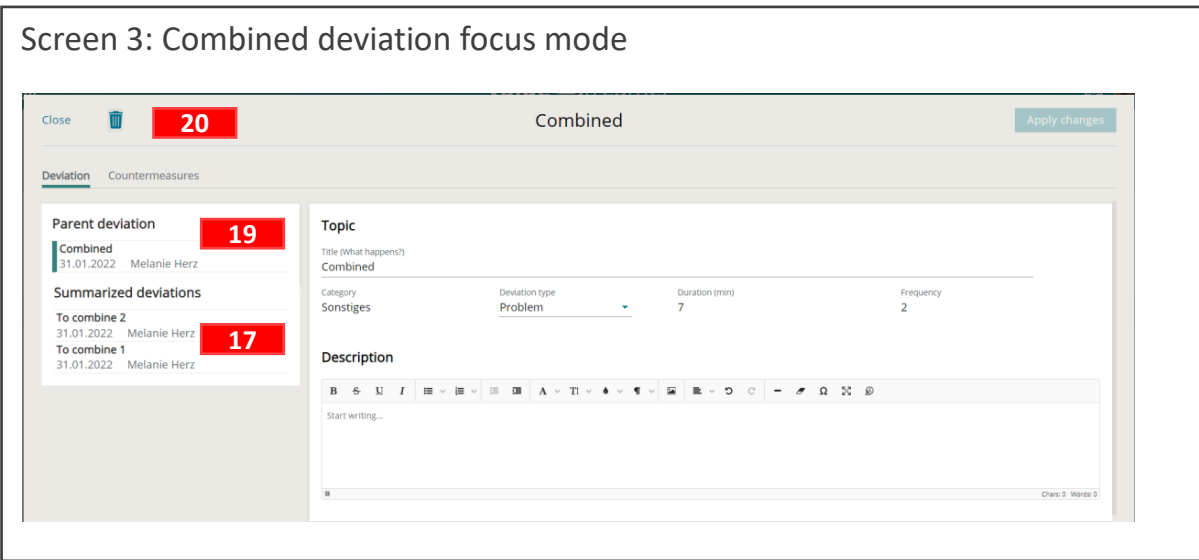 Screen 3: Combined deviation focus mode
Close 20 Combined Apply changes
Deviation Countermeasures
Parent deviation 19
Combined
31.01.2022 Melanie Herz
Summarized deviations
To combine 2
31.01.2022 Melanie Herz 17
To combine 1
31.01.2022 Melanie Herz
Topic
Title (What happens?)
Combined
Category Deviation type Duration (min) Frequency
Sonstiges Problem 7 2
Description
B S U I A TI ¶ Ω
Start writing...
Chars: 0 Words: 0